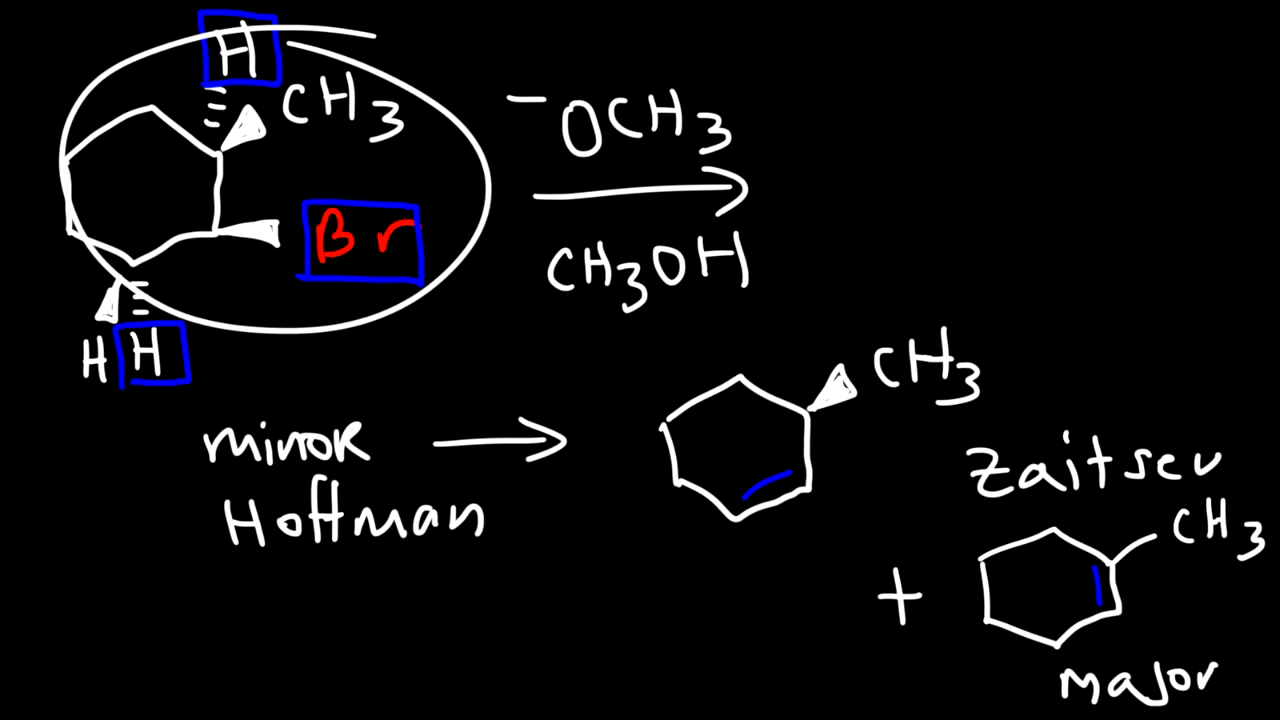 H
CH3
Br
H H
⁻OCH3
CH3OH
minor
Hoffman
CH3
Zaitsev
CH3
+
major